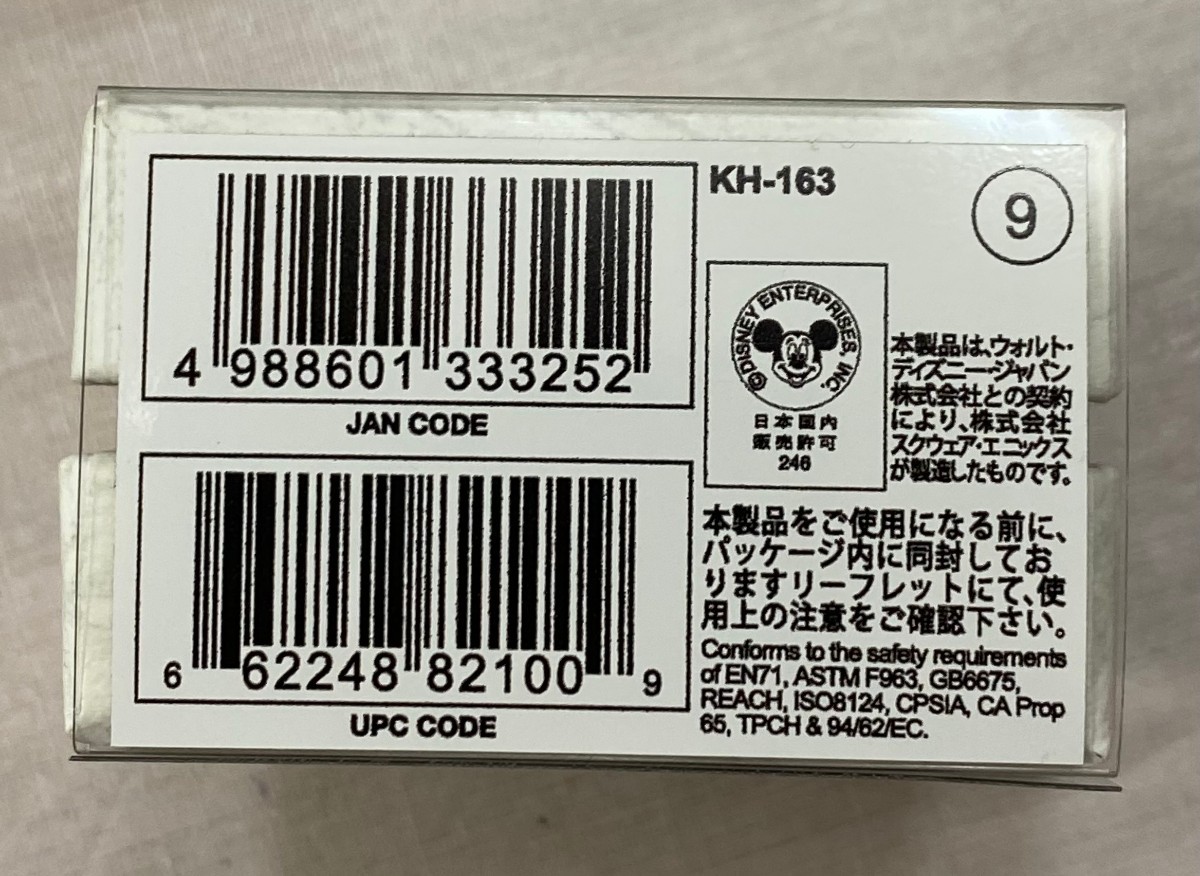 4 988601 333252
JAN CODE
6 62248 82100 9
UPC CODE
KH-163
9
©DISNEY ENTERPRISES, INC.
日本国内
販売許可
246
本製品は、ウォルト・
ディズニー・ジャパン
株式会社との契約
により、株式会社
スクウェア・エニックス
が製造したものです。
本製品をご使用になる前に、
パッケージ内に同封してお
りますリーフレットにて、使
用上の注意をご確認下さい。
Conforms to the safety requirements
of EN71, ASTM F963, GB6675,
REACH, ISO8124, CPSIA, CA Prop
65, TPCH & 94/62/EC.